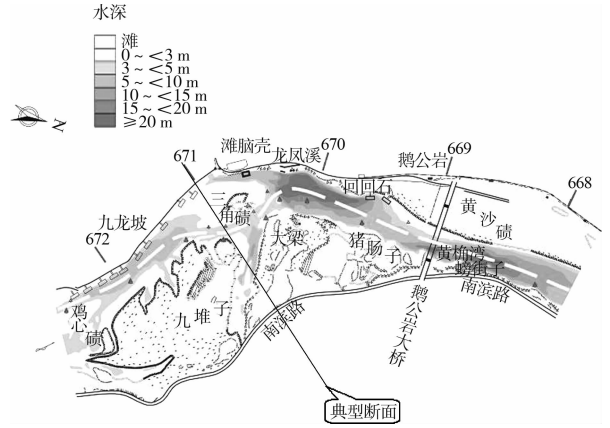 水深
滩
0～<3 m
3～<5 m
5～<10 m
10～<15 m
15～<20 m
≥20 m
N
滩脑壳
龙凤溪
670
669
鹅公岩
668
671
回回石
三角碛
黄沙碛
九龙坡
672
大梁
猪肠子
黄桷湾
螃蟹子
南滨路
鸡心碛
九堆子
南滨路
鹅公岩大桥
典型断面